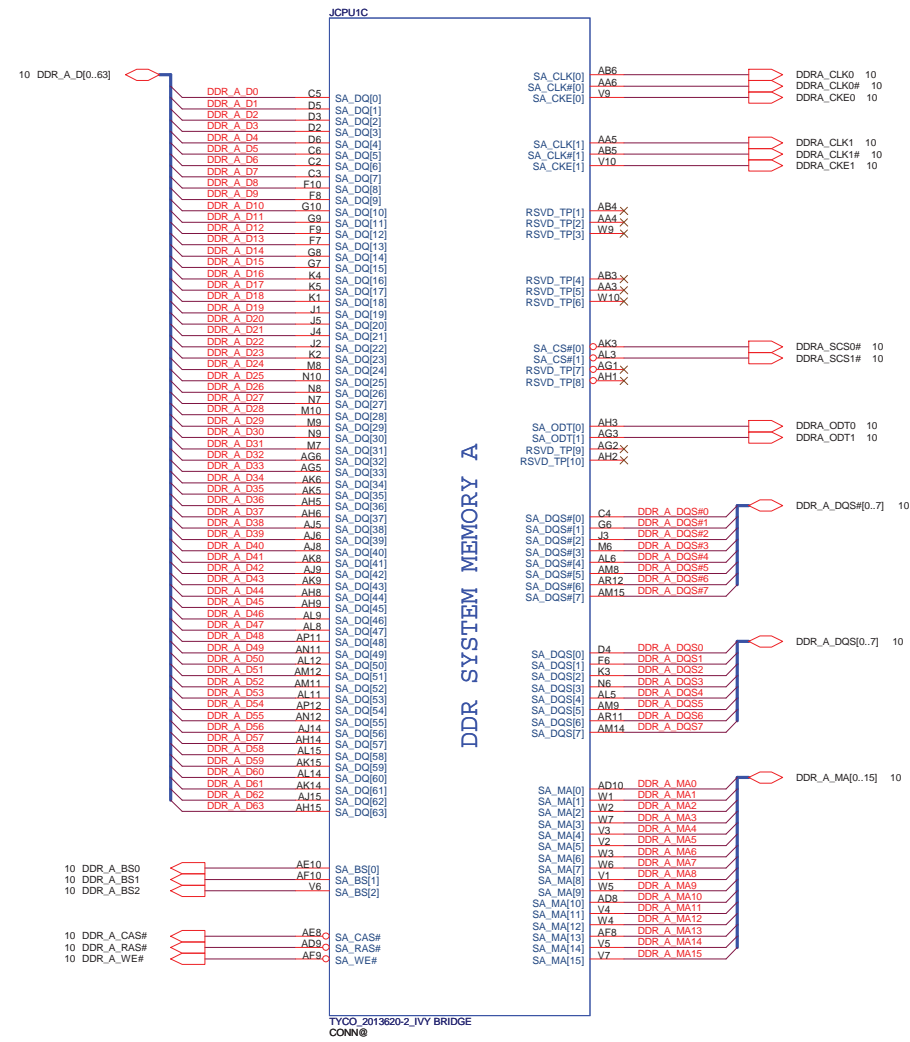 JCPU1C
10 DDR_A_D[0..63]
DDR_A_D0 C5 SA_DQ[0]
DDR_A_D1 D5 SA_DQ[1]
DDR_A_D2 D3 SA_DQ[2]
DDR_A_D3 D2 SA_DQ[3]
DDR_A_D4 D6 SA_DQ[4]
DDR_A_D5 C6 SA_DQ[5]
DDR_A_D6 C2 SA_DQ[6]
DDR_A_D7 C3 SA_DQ[7]
DDR_A_D8 F10 SA_DQ[8]
DDR_A_D9 F8 SA_DQ[9]
DDR_A_D10 G10 SA_DQ[10]
DDR_A_D11 G9 SA_DQ[11]
DDR_A_D12 F9 SA_DQ[12]
DDR_A_D13 F7 SA_DQ[13]
DDR_A_D14 G8 SA_DQ[14]
DDR_A_D15 G7 SA_DQ[15]
DDR_A_D16 K4 SA_DQ[16]
DDR_A_D17 K5 SA_DQ[17]
DDR_A_D18 K1 SA_DQ[18]
DDR_A_D19 J1 SA_DQ[19]
DDR_A_D20 J5 SA_DQ[20]
DDR_A_D21 J4 SA_DQ[21]
DDR_A_D22 J2 SA_DQ[22]
DDR_A_D23 K2 SA_DQ[23]
DDR_A_D24 M8 SA_DQ[24]
DDR_A_D25 N10 SA_DQ[25]
DDR_A_D26 N8 SA_DQ[26]
DDR_A_D27 N7 SA_DQ[27]
DDR_A_D28 M10 SA_DQ[28]
DDR_A_D29 M9 SA_DQ[29]
DDR_A_D30 N9 SA_DQ[30]
DDR_A_D31 M7 SA_DQ[31]
DDR_A_D32 AG6 SA_DQ[32]
DDR_A_D33 AG5 SA_DQ[33]
DDR_A_D34 AK6 SA_DQ[34]
DDR_A_D35 AK5 SA_DQ[35]
DDR_A_D36 AH5 SA_DQ[36]
DDR_A_D37 AH6 SA_DQ[37]
DDR_A_D38 AJ5 SA_DQ[38]
DDR_A_D39 AJ6 SA_DQ[39]
DDR_A_D40 AJ8 SA_DQ[40]
DDR_A_D41 AK8 SA_DQ[41]
DDR_A_D42 AJ9 SA_DQ[42]
DDR_A_D43 AK9 SA_DQ[43]
DDR_A_D44 AH8 SA_DQ[44]
DDR_A_D45 AH9 SA_DQ[45]
DDR_A_D46 AL9 SA_DQ[46]
DDR_A_D47 AL8 SA_DQ[47]
DDR_A_D48 AP11 SA_DQ[48]
DDR_A_D49 AN11 SA_DQ[49]
DDR_A_D50 AL12 SA_DQ[50]
DDR_A_D51 AM12 SA_DQ[51]
DDR_A_D52 AM11 SA_DQ[52]
DDR_A_D53 AL11 SA_DQ[53]
DDR_A_D54 AP12 SA_DQ[54]
DDR_A_D55 AN12 SA_DQ[55]
DDR_A_D56 AJ14 SA_DQ[56]
DDR_A_D57 AH14 SA_DQ[57]
DDR_A_D58 AL15 SA_DQ[58]
DDR_A_D59 AK15 SA_DQ[59]
DDR_A_D60 AL14 SA_DQ[60]
DDR_A_D61 AK14 SA_DQ[61]
DDR_A_D62 AJ15 SA_DQ[62]
DDR_A_D63 AH15 SA_DQ[63]
10 DDR_A_BS0 AE10 SA_BS[0]
10 DDR_A_BS1 AF10 SA_BS[1]
10 DDR_A_BS2 V6 SA_BS[2]
10 DDR_A_CAS# AE8 SA_CAS#
10 DDR_A_RAS# AD9 SA_RAS#
10 DDR_A_WE# AF9 SA_WE#
DDR SYSTEM MEMORY A
SA_CLK[0] AB6 DDRA_CLK0 10
SA_CLK#[0] AA6 DDRA_CLK0# 10
SA_CKE[0] V9 DDRA_CKE0 10
SA_CLK[1] AA5 DDRA_CLK1 10
SA_CLK#[1] AB5 DDRA_CLK1# 10
SA_CKE[1] V10 DDRA_CKE1 10
RSVD_TP[1] AB4
RSVD_TP[2] AA4
RSVD_TP[3] W9
RSVD_TP[4] AB3
RSVD_TP[5] AA3
RSVD_TP[6] W10
SA_CS#[0] AK3 DDRA_SCS0# 10
SA_CS#[1] AL3 DDRA_SCS1# 10
RSVD_TP[7] AG1
RSVD_TP[8] AH1
SA_ODT[0] AH3 DDRA_ODT0 10
SA_ODT[1] AG3 DDRA_ODT1 10
RSVD_TP[9] AG2
RSVD_TP[10] AH2
DDR_A_DQS#[0..7] 10
SA_DQS#[0] C4 DDR_A_DQS#0
SA_DQS#[1] G6 DDR_A_DQS#1
SA_DQS#[2] J3 DDR_A_DQS#2
SA_DQS#[3] M6 DDR_A_DQS#3
SA_DQS#[4] AL6 DDR_A_DQS#4
SA_DQS#[5] AM8 DDR_A_DQS#5
SA_DQS#[6] AR12 DDR_A_DQS#6
SA_DQS#[7] AM15 DDR_A_DQS#7
DDR_A_DQS[0..7] 10
SA_DQS[0] D4 DDR_A_DQS0
SA_DQS[1] F6 DDR_A_DQS1
SA_DQS[2] K3 DDR_A_DQS2
SA_DQS[3] N6 DDR_A_DQS3
SA_DQS[4] AL5 DDR_A_DQS4
SA_DQS[5] AM9 DDR_A_DQS5
SA_DQS[6] AR11 DDR_A_DQS6
SA_DQS[7] AM14 DDR_A_DQS7
DDR_A_MA[0..15] 10
SA_MA[0] AD10 DDR_A_MA0
SA_MA[1] W1 DDR_A_MA1
SA_MA[2] W2 DDR_A_MA2
SA_MA[3] W7 DDR_A_MA3
SA_MA[4] V3 DDR_A_MA4
SA_MA[5] V2 DDR_A_MA5
SA_MA[6] W3 DDR_A_MA6
SA_MA[7] W6 DDR_A_MA7
SA_MA[8] V1 DDR_A_MA8
SA_MA[9] W5 DDR_A_MA9
SA_MA[10] AD8 DDR_A_MA10
SA_MA[11] V4 DDR_A_MA11
SA_MA[12] W4 DDR_A_MA12
SA_MA[13] AF8 DDR_A_MA13
SA_MA[14] V5 DDR_A_MA14
SA_MA[15] V7 DDR_A_MA15
TYCO_2013620-2_IVY BRIDGE
CONN@